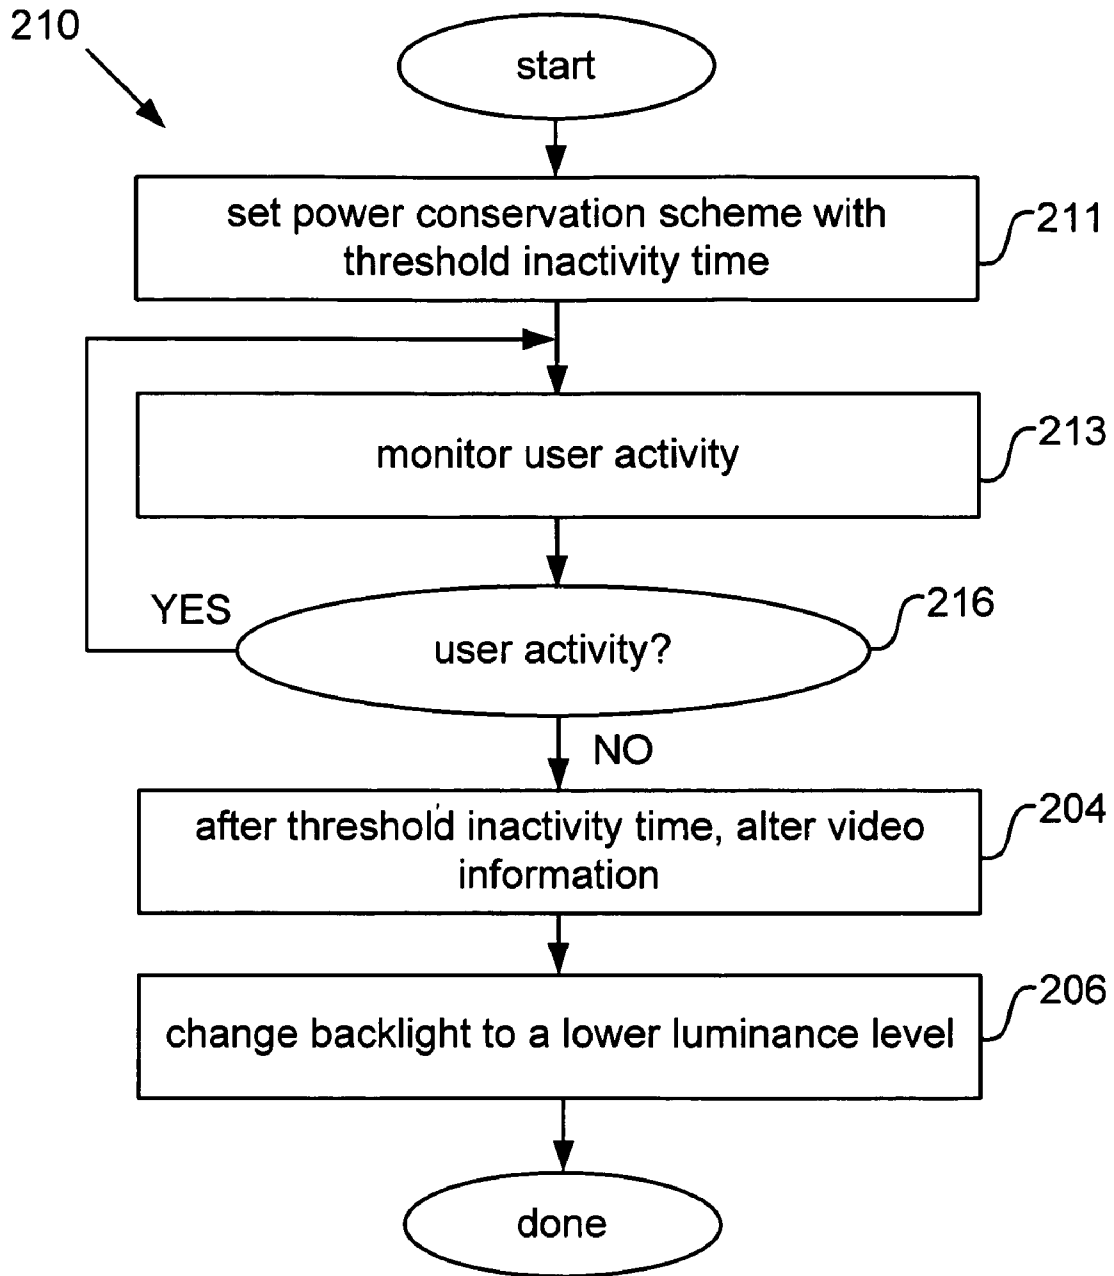 210
start
set power conservation scheme with
threshold inactivity time
211
monitor user activity
213
YES
user activity?
216
NO
after threshold inactivity time, alter video
information
204
change backlight to a lower luminance level
206
done